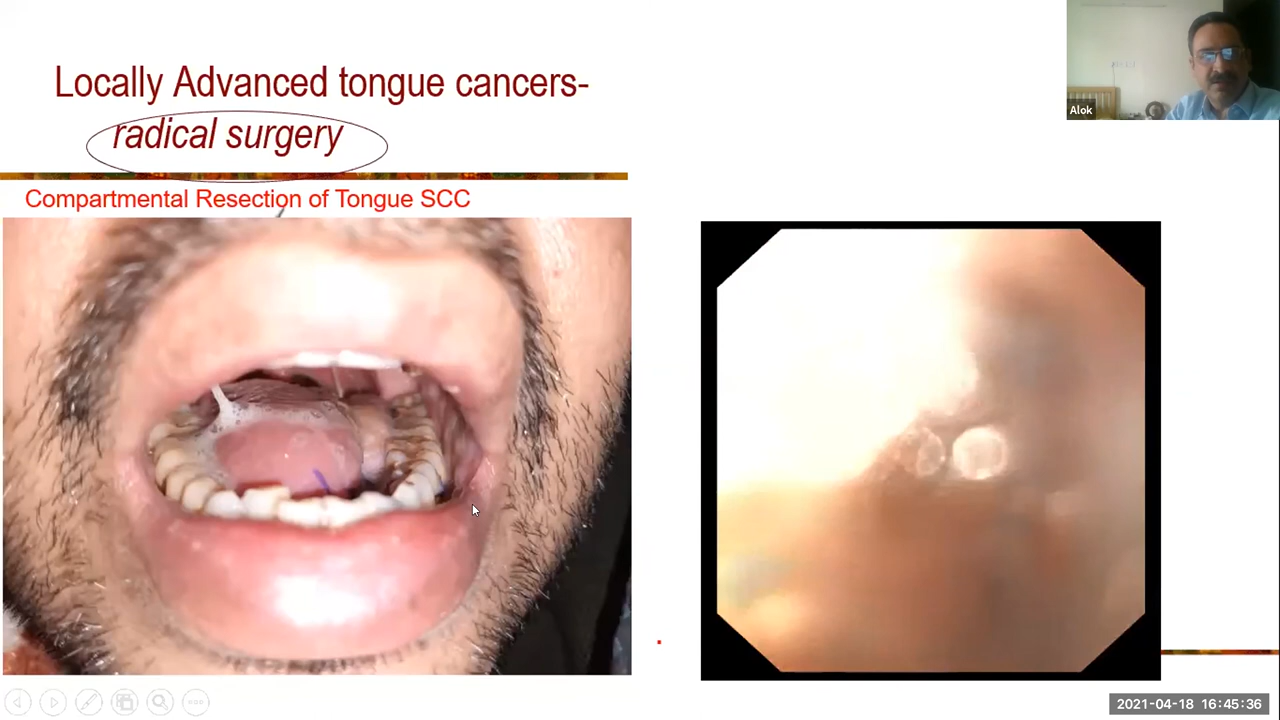 Locally Advanced tongue cancers-
radical surgery
Compartmental Resection of Tongue SCC
Alok
2021-04-18 16:45:36